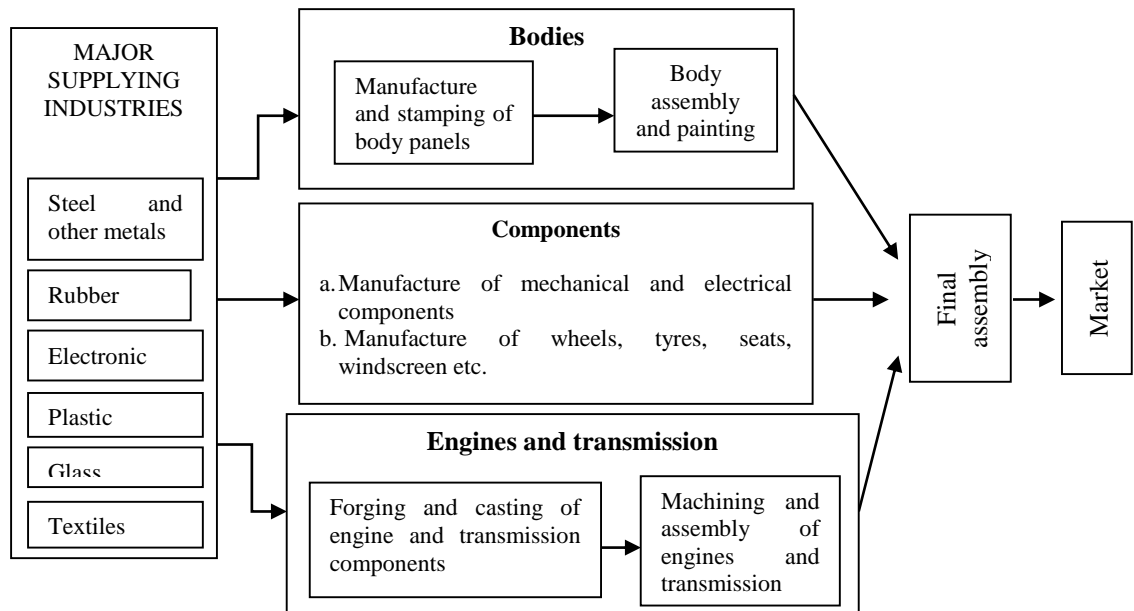 MAJOR
SUPPLYING
INDUSTRIES
Steel and
other metals
Rubber
Electronic
Plastic
Glass
Textiles
Bodies
Manufacture
and stamping of
body panels
Body
assembly
and painting
Components
a. Manufacture of mechanical and electrical
components
b. Manufacture of wheels, tyres, seats,
windscreen etc.
Engines and transmission
Forging and casting of
engine and transmission
components
Machining and
assembly of
engines and
transmission
Final
assembly
Market